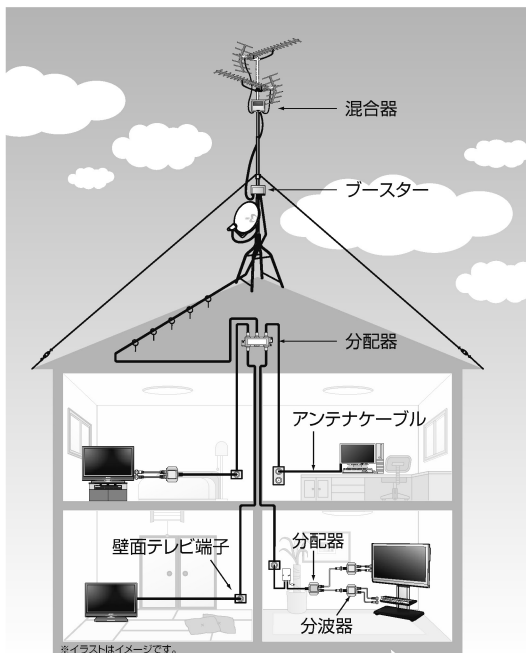 混合器
ブースター
分配器
アンテナケーブル
壁面テレビ端子
分配器
分波器
※イラストはイメージです。